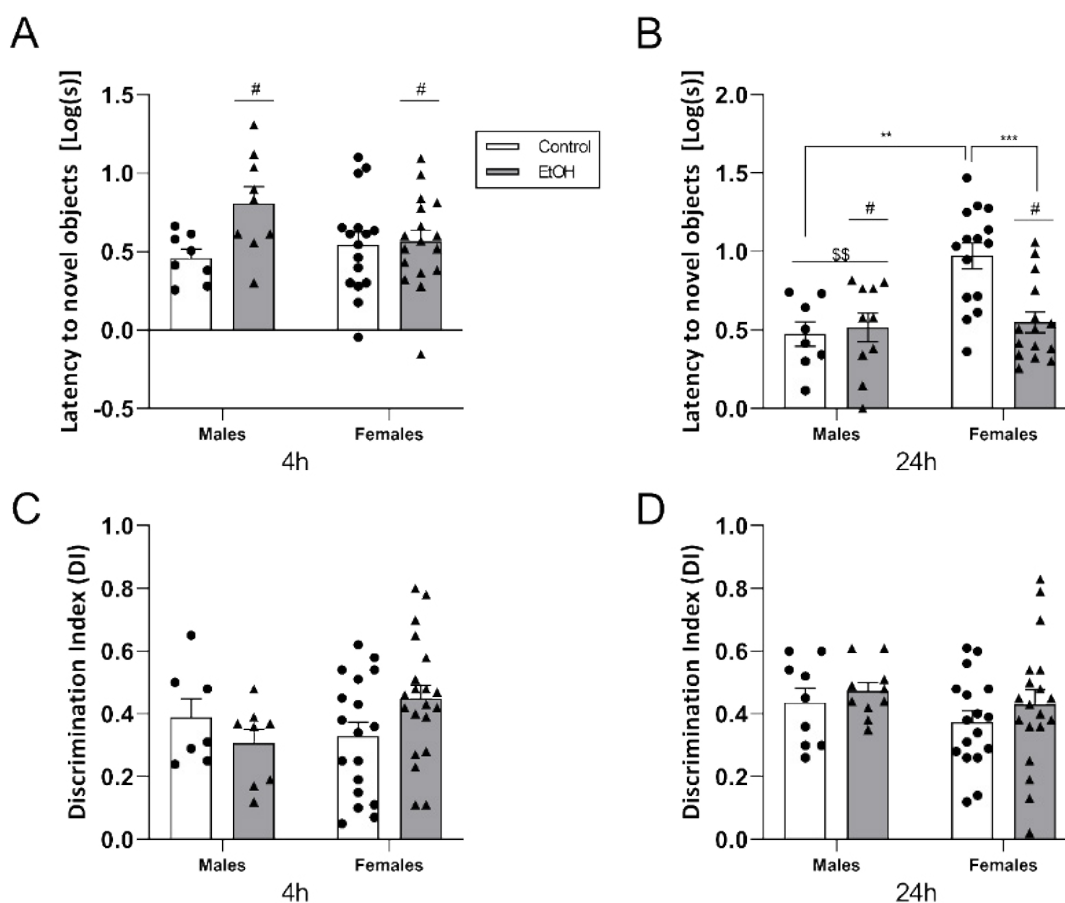 A
Latency to novel objects [Log(s)]
1.5
1.0
0.5
0.0
-0.5
#
#
Males
Females
4h
Control
EtOH
B
Latency to novel objects [Log(s)]
2.0
1.5
1.0
0.5
0.0
**
***
#
#
$$
Males
Females
24h
C
Discrimination Index (DI)
1.0
0.8
0.6
0.4
0.2
0.0
Males
Females
4h
D
Discrimination Index (DI)
1.0
0.8
0.6
0.4
0.2
0.0
Males
Females
24h